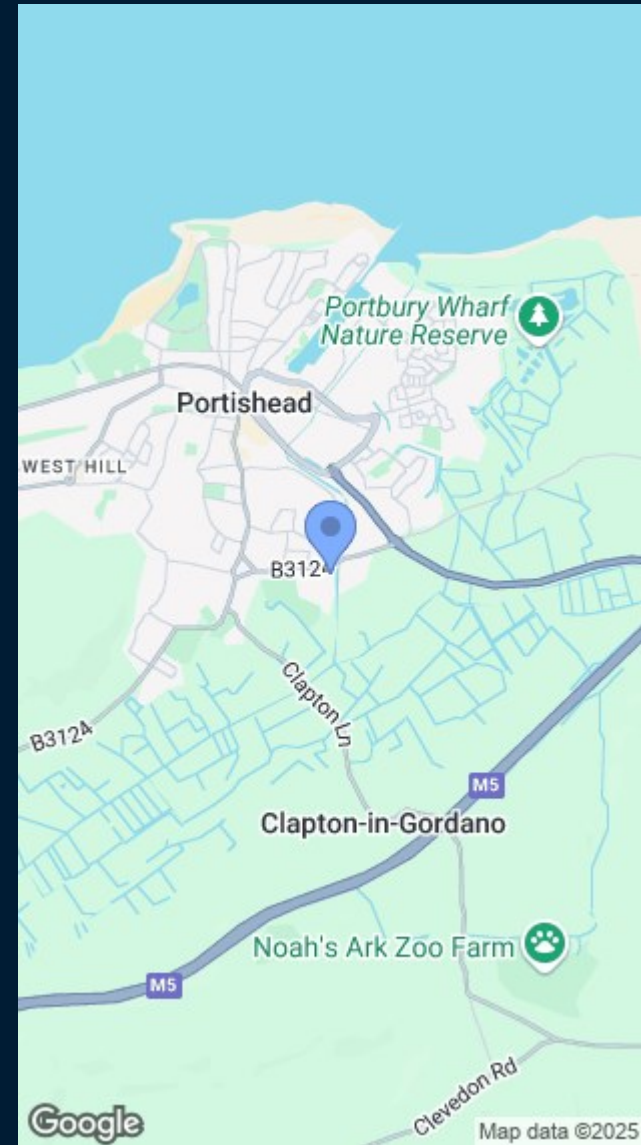 Portbury Wharf
Nature Reserve
Portishead
WEST HILL
B3124
Clapton Ln
B3124
M5
Clapton-in-Gordano
Noah's Ark Zoo Farm
M5
Clevedon Rd
Google
Map data ©2025